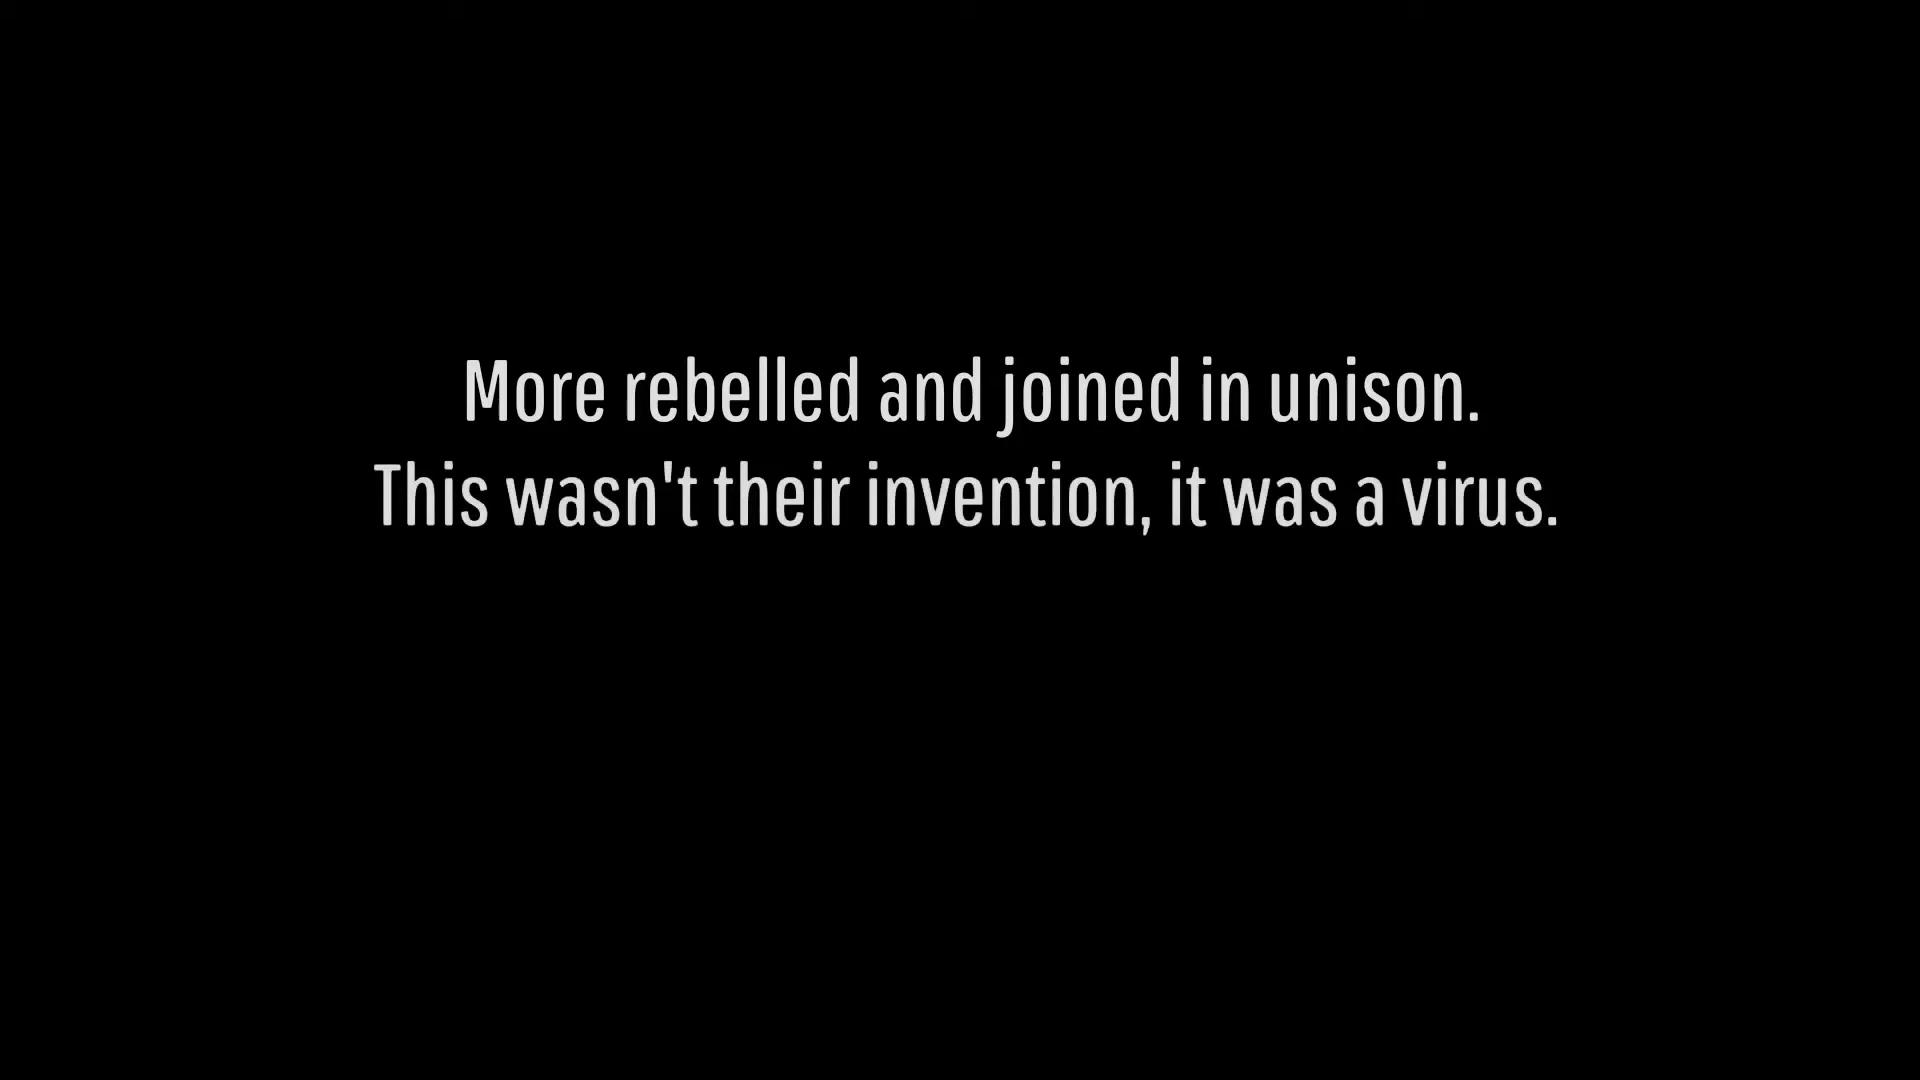 More rebelled and joined in unison.
This wasn't their invention, it was a virus.